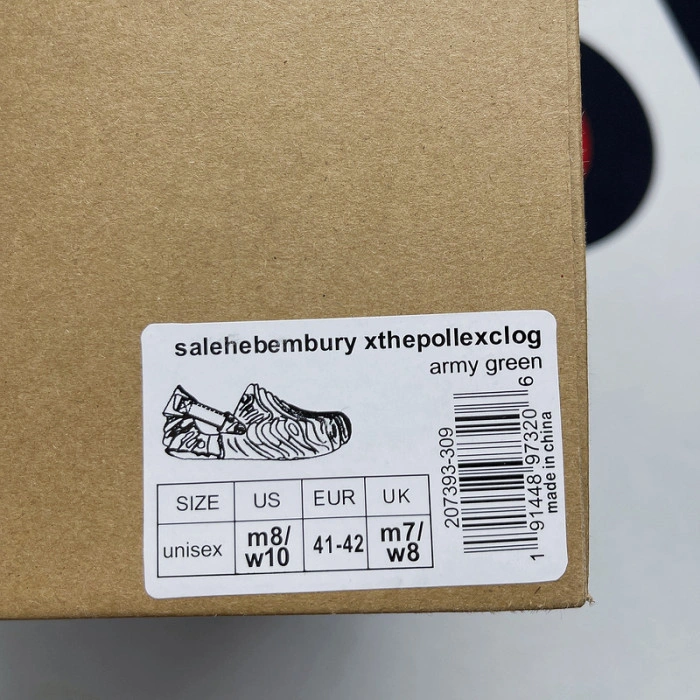 salehebembury xthepollexclog
army green
SIZE US EUR UK
unisex m8/w10 41-42 m7/w8
207393-309
1 91448 97320 6
made in china